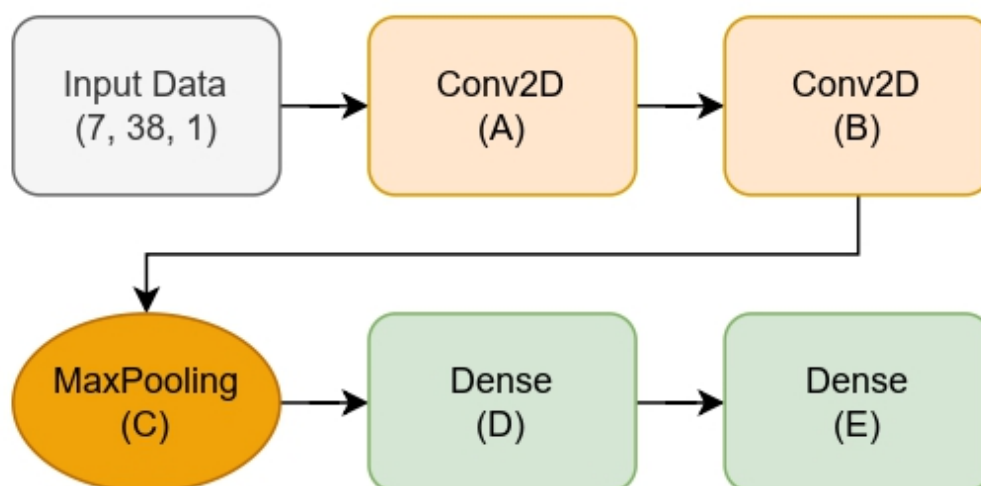 Input Data
(7, 38, 1)
Conv2D
(A)
Conv2D
(B)
MaxPooling
(C)
Dense
(D)
Dense
(E)